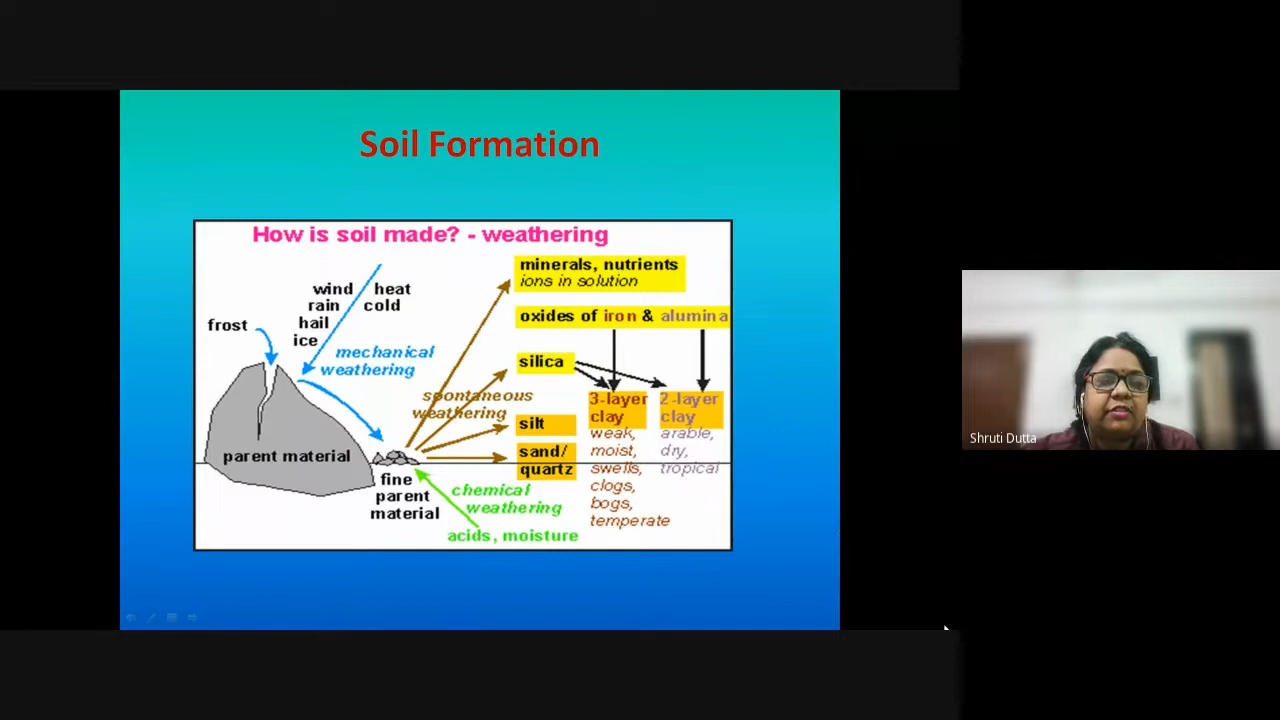 Soil Formation
How is soil made? - weathering
wind heat
rain cold
hail
ice
frost
mechanical
weathering
parent material
fine
parent
material
spontaneous
weathering
chemical
weathering
acids, moisture
minerals, nutrients
ions in solution
oxides of iron & alumina
silica
silt
sand/
quartz
3-layer
clay
weak,
moist,
swells,
clogs,
bogs,
temperate
2-layer
clay
arable,
dry,
tropical
Shruti Dutta